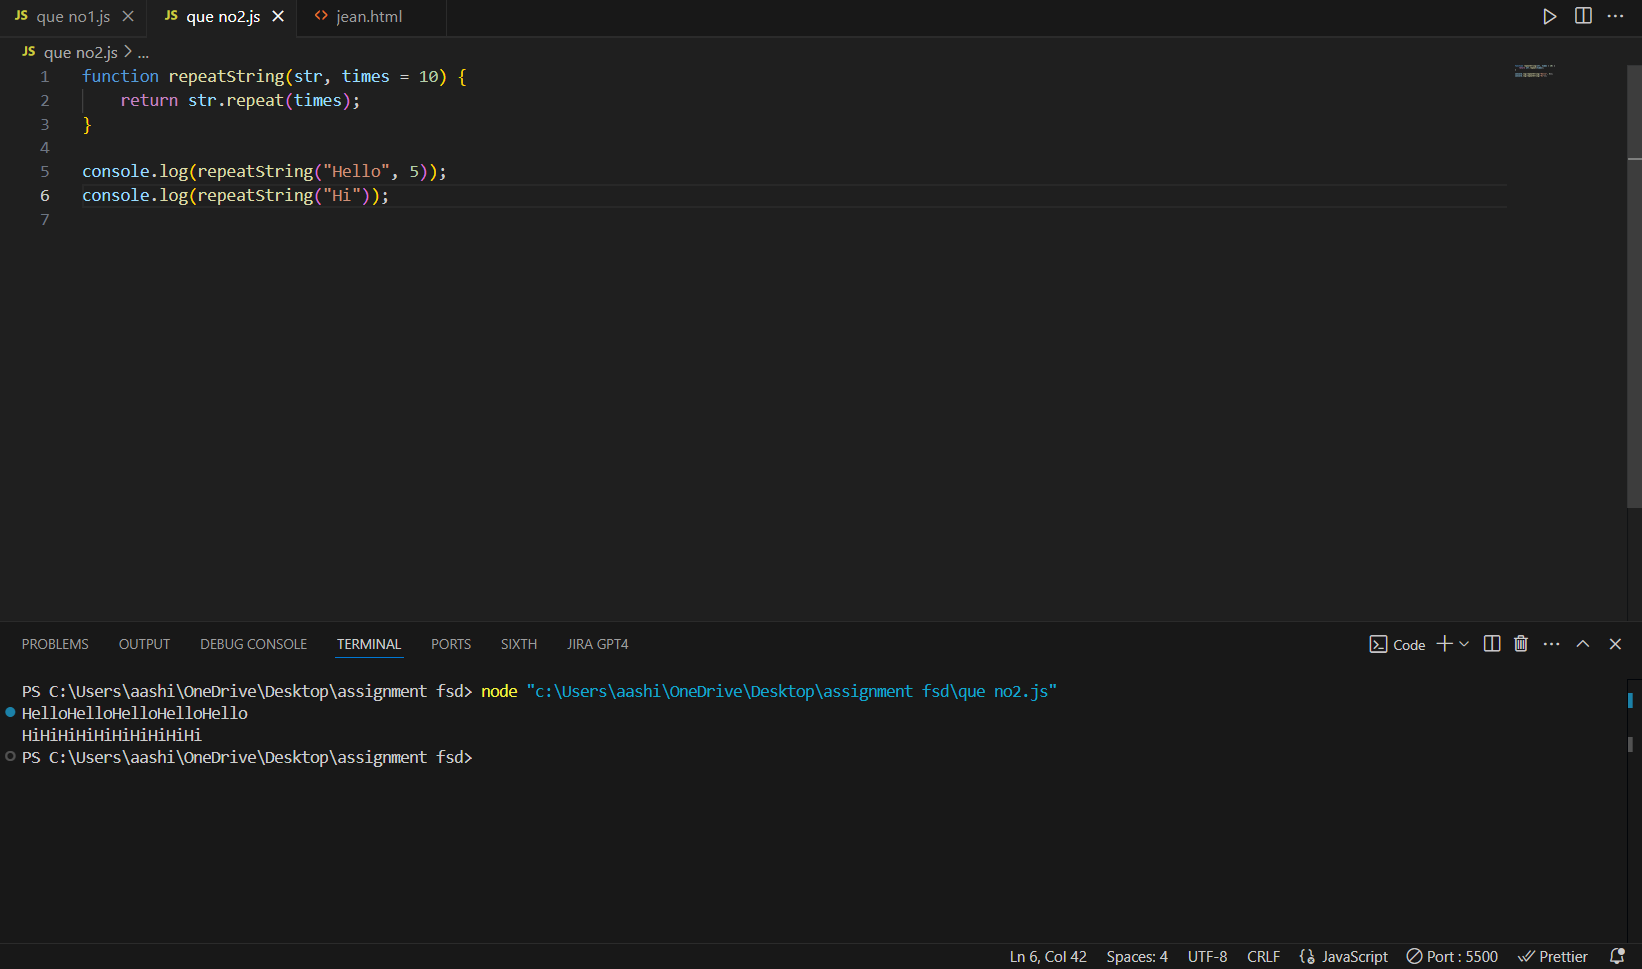 JS que no1.js
JS que no2.js
<> jean.html
JS que no2.js > ...
1 function repeatString(str, times = 10) {
2     return str.repeat(times);
3 }
4
5 console.log(repeatString("Hello", 5));
6 console.log(repeatString("Hi"));
7
PROBLEMS OUTPUT DEBUG CONSOLE TERMINAL PORTS SIXTH JIRA GPT4 Code
PS C:\Users\aashi\OneDrive\Desktop\assignment fsd> node "c:\Users\aashi\OneDrive\Desktop\assignment fsd\que no2.js"
HelloHelloHelloHelloHello
HiHiHiHiHiHiHiHiHiHi
PS C:\Users\aashi\OneDrive\Desktop\assignment fsd>
Ln 6, Col 42 Spaces: 4 UTF-8 CRLF JavaScript Port : 5500 Prettier